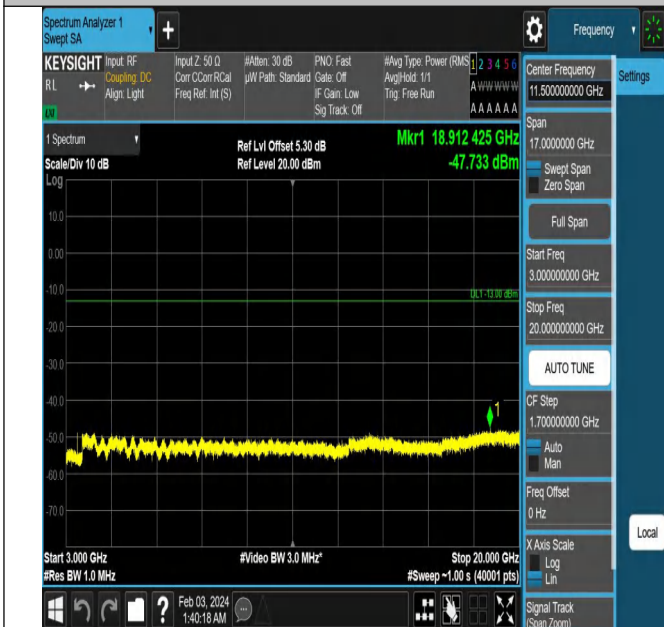 Spectrum Analyzer 1
Swept SA
+
Frequency
KEYSIGHT
RL
Input: RF
Coupling: DC
Align: Light
Input Z: 50 Ω
Corr CCorr RCal
Freq Ref: Int (S)
#Atten: 30 dB
µW Path: Standard
PNO: Fast
Gate: Off
IF Gain: Low
Sig Track: Off
#Avg Type: Power (RMS
Avg|Hold: 1/1
Trig: Free Run
1 2 3 4 5 6
A W W W W W
A A A A A A
Center Frequency
11.500000000 GHz
Settings
Span
17.0000000 GHz
Swept Span
Zero Span
Full Span
Start Freq
3.000000000 GHz
Stop Freq
20.000000000 GHz
AUTO TUNE
CF Step
1.700000000 GHz
Auto
Man
Freq Offset
0 Hz
X Axis Scale
Log
Lin
Signal Track
(Span Zoom)
Local
1 Spectrum
Scale/Div 10 dB
Log
Ref Lvl Offset 5.30 dB
Ref Level 20.00 dBm
Mkr1 18.912 425 GHz
-47.733 dBm
10.0
0.00
-10.0
DL1 -13.00 dBm
-20.0
-30.0
-40.0
1
-50.0
-60.0
-70.0
Start 3.000 GHz
#Res BW 1.0 MHz
#Video BW 3.0 MHz*
Stop 20.000 GHz
#Sweep ~1.00 s (40001 pts)
?
Feb 03, 2024
1:40:18 AM